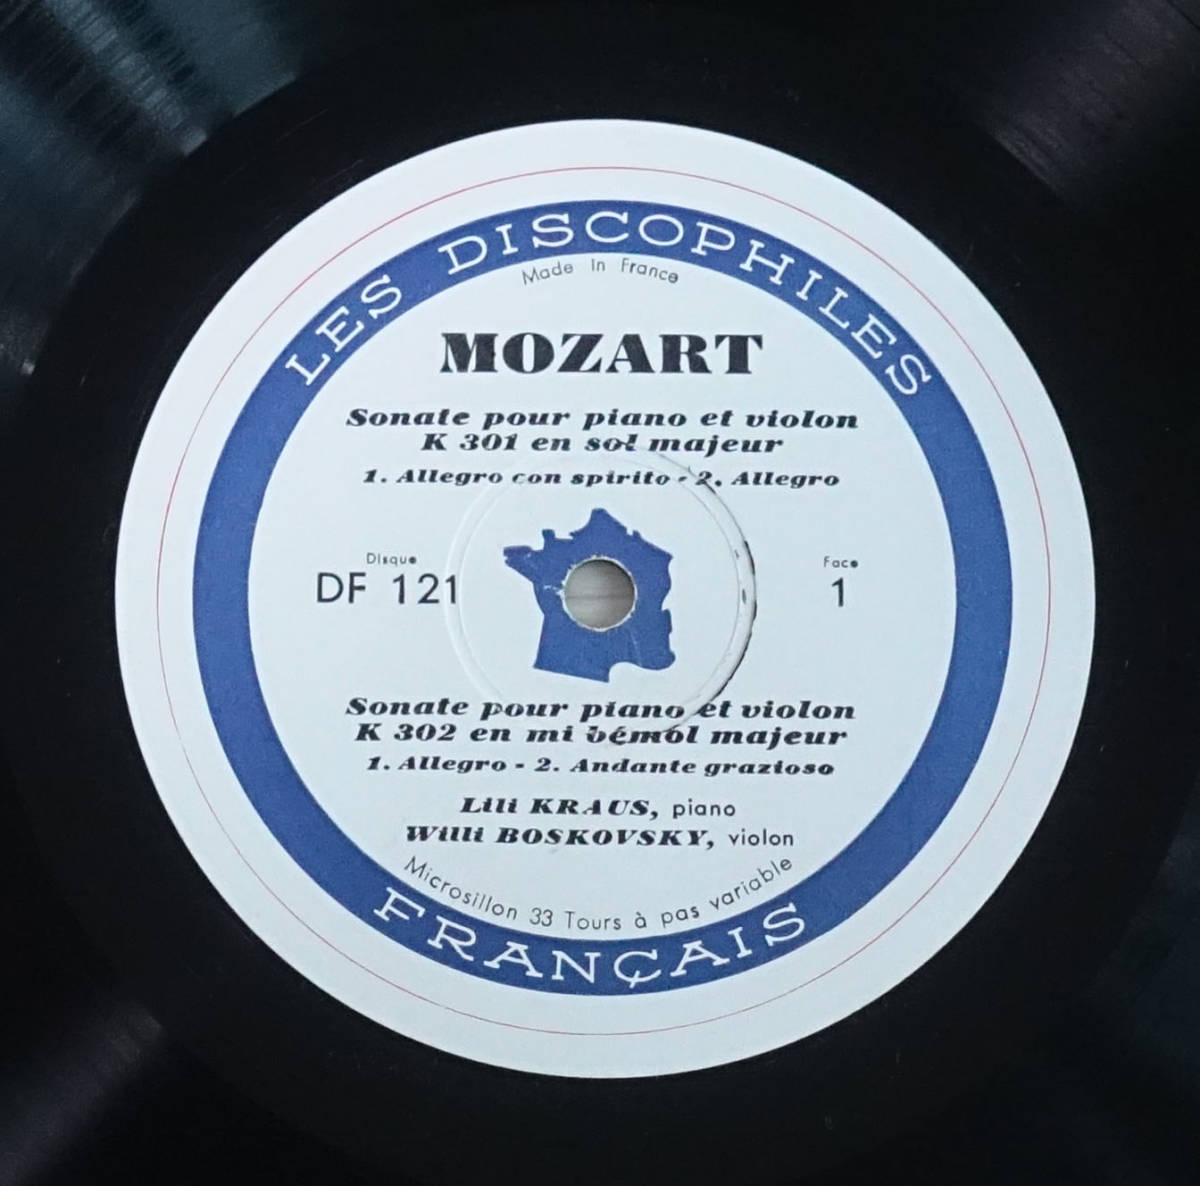 LES DISCOPHILES
Made in France
MOZART
Sonate pour piano et violon
K 301 en sol majeur
1. Allegro con spirito - 2. Allegro
Disque
DF 121
Face
1
Sonate pour piano et violon
K 302 en mi bémol majeur
1. Allegro - 2. Andante grazioso
Lili KRAUS, piano
Willi BOSKOVSKY, violon
Microsillon 33 Tours à pas variable
FRANÇAIS